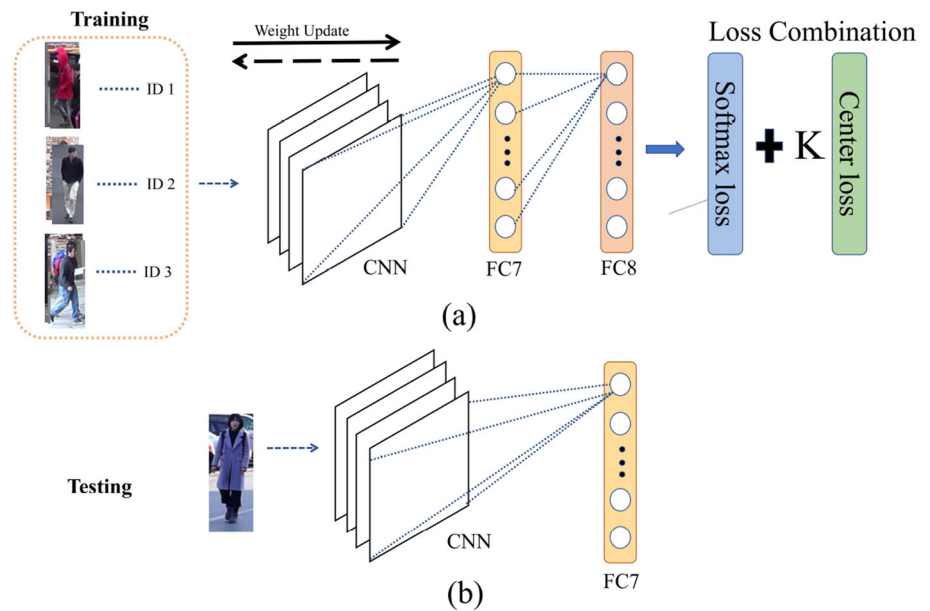 Training
Weight Update
Loss Combination
ID 1
ID 2
ID 3
CNN
FC7
FC8
Softmax loss
K
Center loss
(a)
Testing
CNN
FC7
(b)